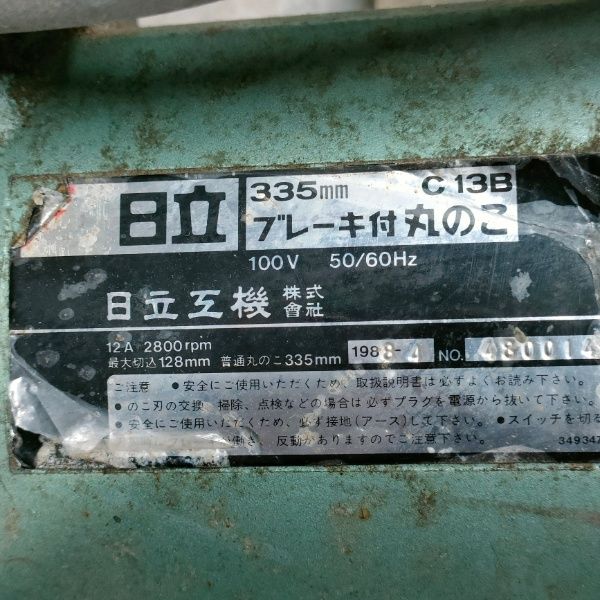 日立
335mm C 13B
ブレーキ付 丸のこ
100V 50/60Hz
日立工機 株式會社
12A 2800rpm
最大切込128mm 普通丸のこ335mm 1988-4 NO. 480014
ご注意 ●安全にご使用いただくため、取扱説明書は必ずよくお読み下さい。
●のこ刃の交換、掃除、点検などの場合は必ずプラグを電源から抜いて下さい。
●安全にご使用いただくため、必ず接地(アース)して下さい。 ●スイッチを切る
働き、反動がありますのでご注意下さい。 349347